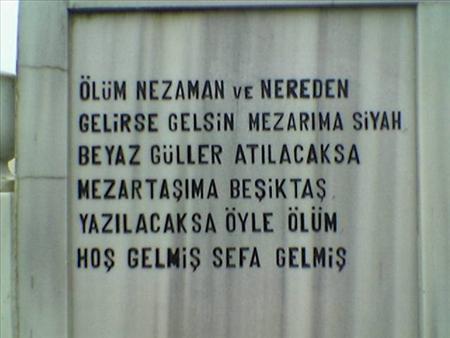 ÖLÜM NEZAMAN VE NEREDEN
GELİRSE GELSİN MEZARIMA SİYAH
BEYAZ GÜLLER ATILACAKSA
MEZARTAŞIMA BEŞİKTAŞ
YAZILACAKSA ÖYLE ÖLÜM
HOŞ GELMİŞ SEFA GELMİŞ